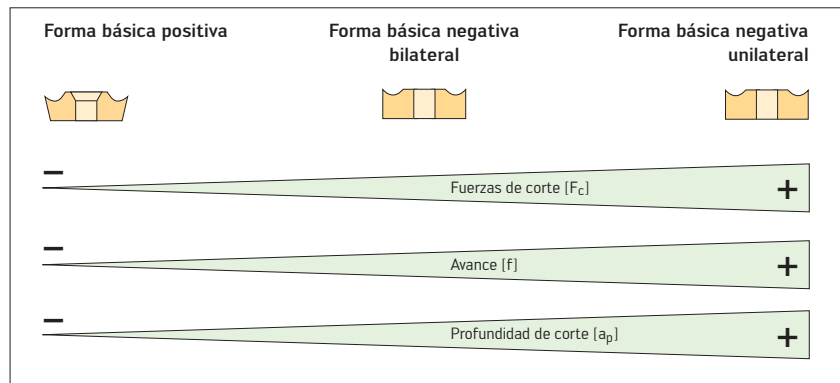 Forma básica positiva
Forma básica negativa
bilateral
Forma básica negativa
unilateral
−
Fuerzas de corte [Fc]
+
−
Avance [f]
+
−
Profundidad de corte [ap]
+